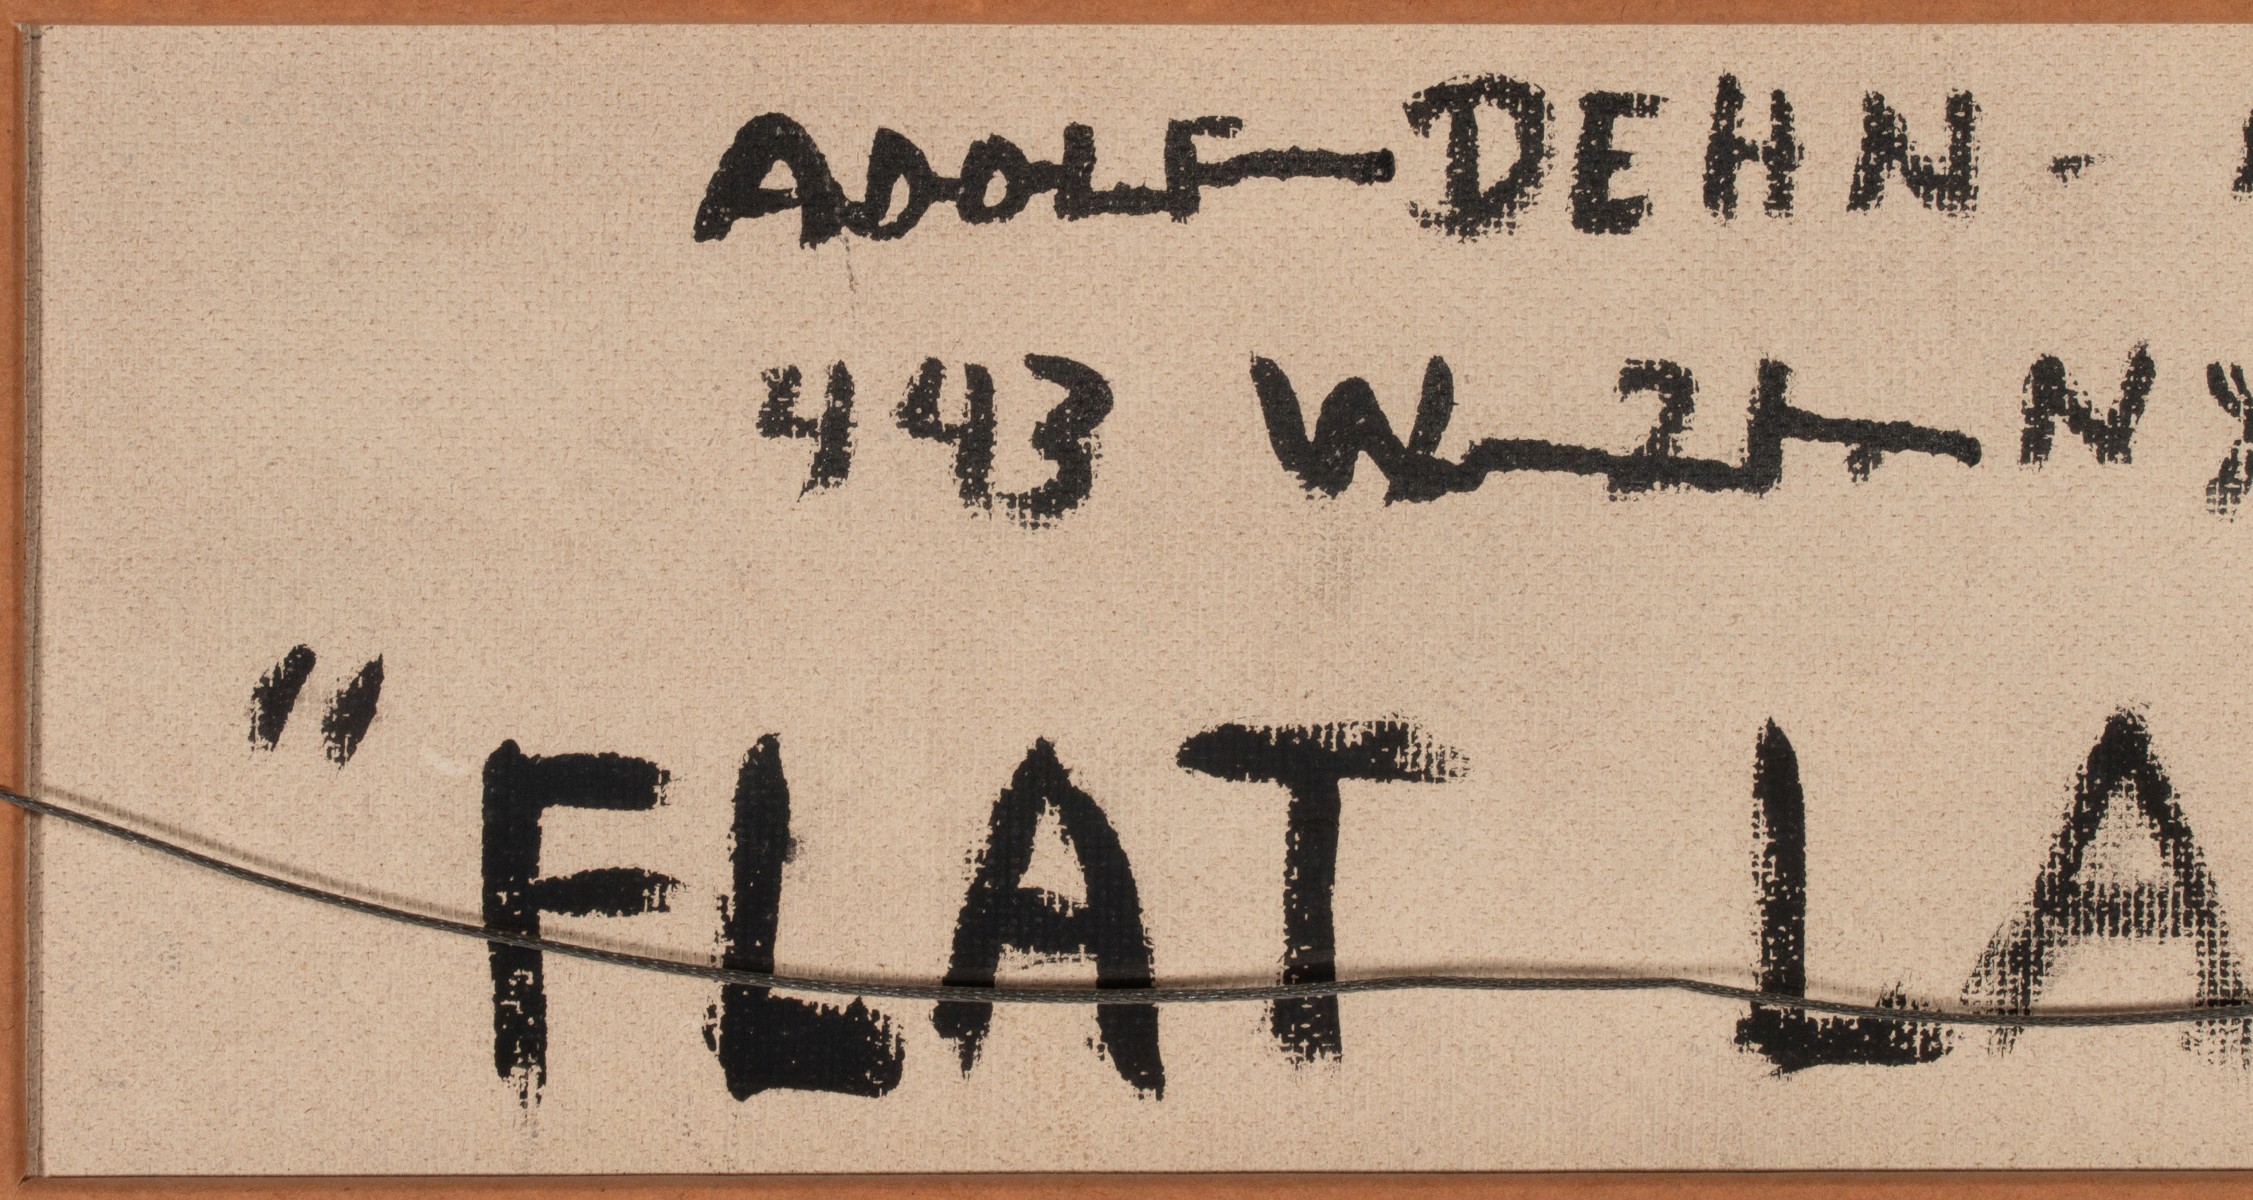 ADOLF DEHN -
443 W 21 NY
"FLAT LA